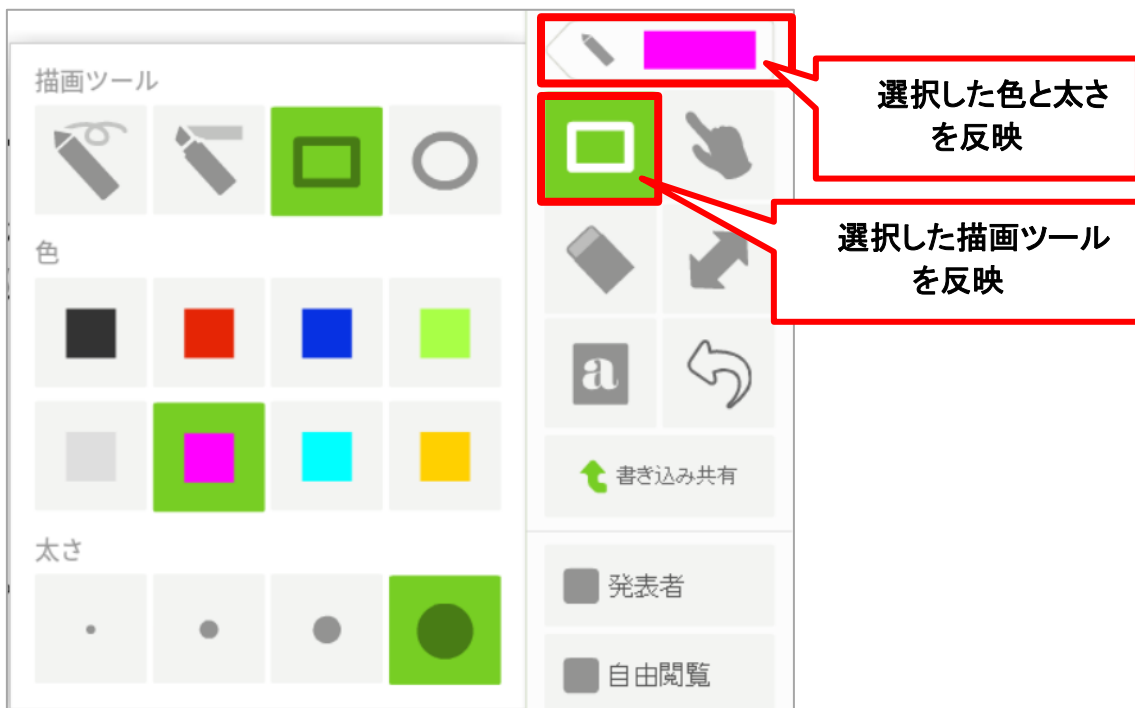 描画ツール
色
太さ
a
書き込み共有
発表者
自由閲覧
選択した色と太さ
を反映
選択した描画ツール
を反映